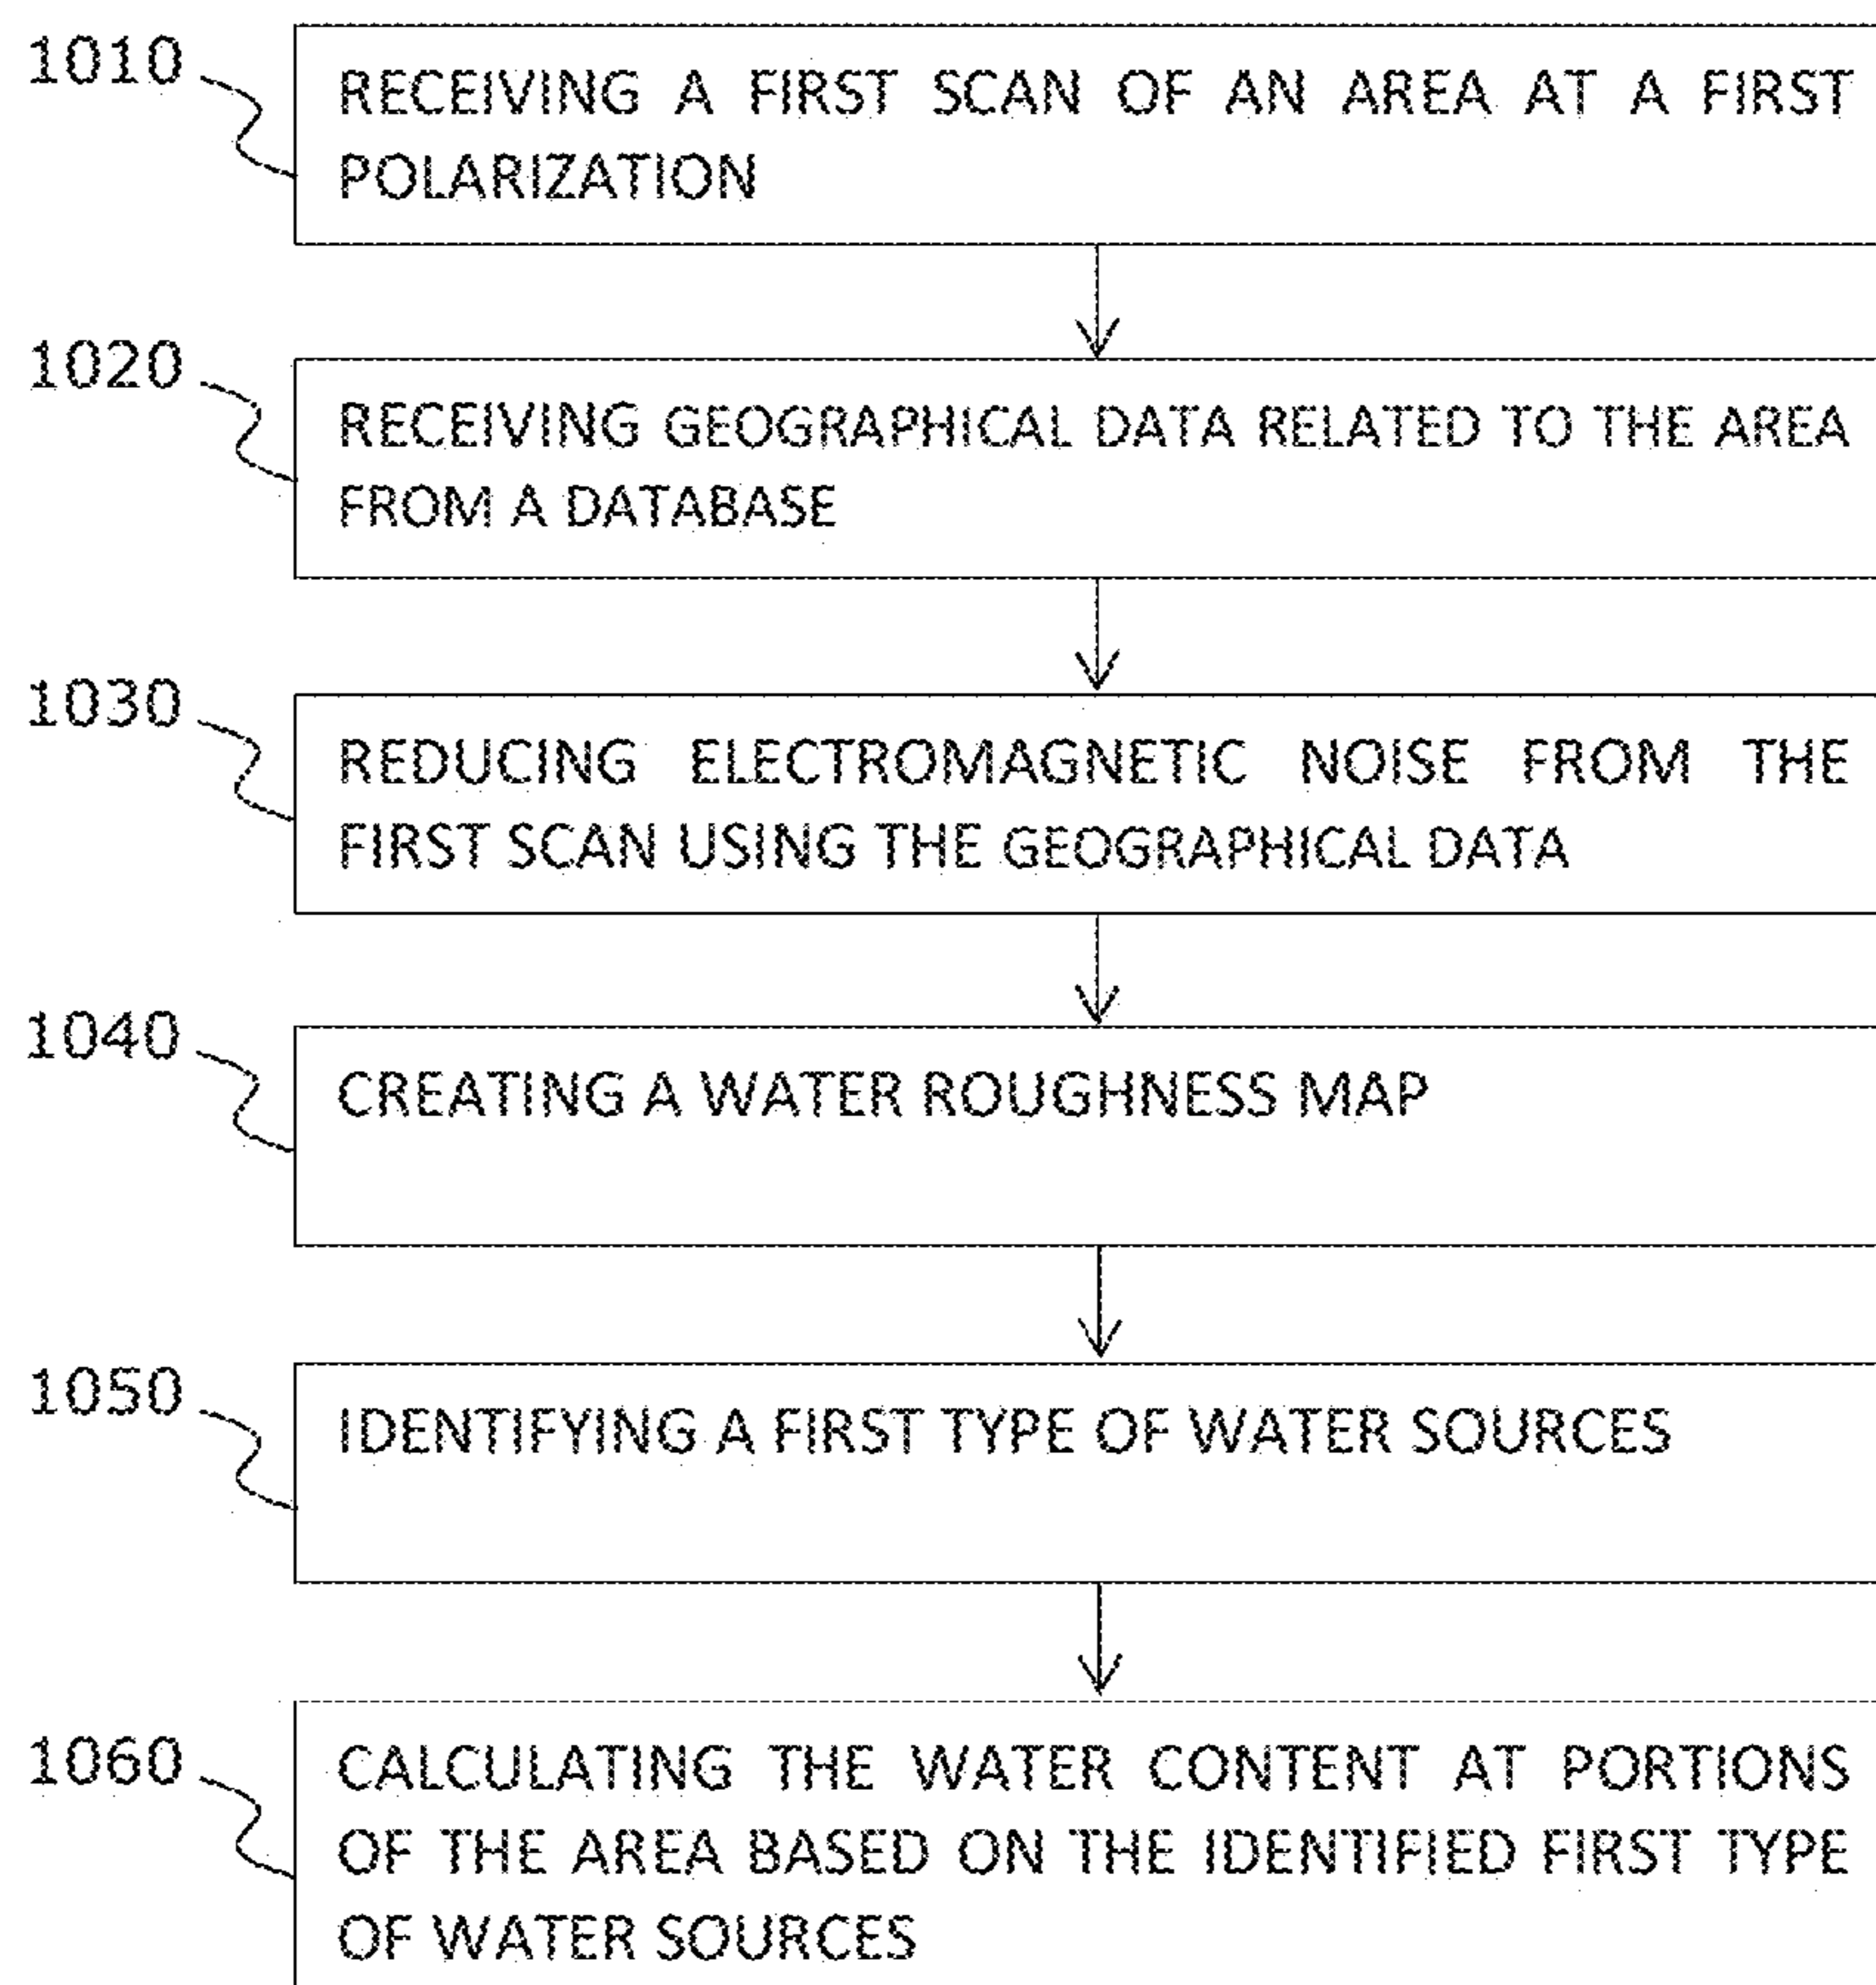 1010
RECEIVING A FIRST SCAN OF AN AREA AT A FIRST
POLARIZATION
1020
RECEIVING GEOGRAPHICAL DATA RELATED TO THE AREA
FROM A DATABASE
1030
REDUCING ELECTROMAGNETIC NOISE FROM THE
FIRST SCAN USING THE GEOGRAPHICAL DATA
1040
CREATING A WATER ROUGHNESS MAP
1050
IDENTIFYING A FIRST TYPE OF WATER SOURCES
1060
CALCULATING THE WATER CONTENT AT PORTIONS
OF THE AREA BASED ON THE IDENTIFIED FIRST TYPE
OF WATER SOURCES